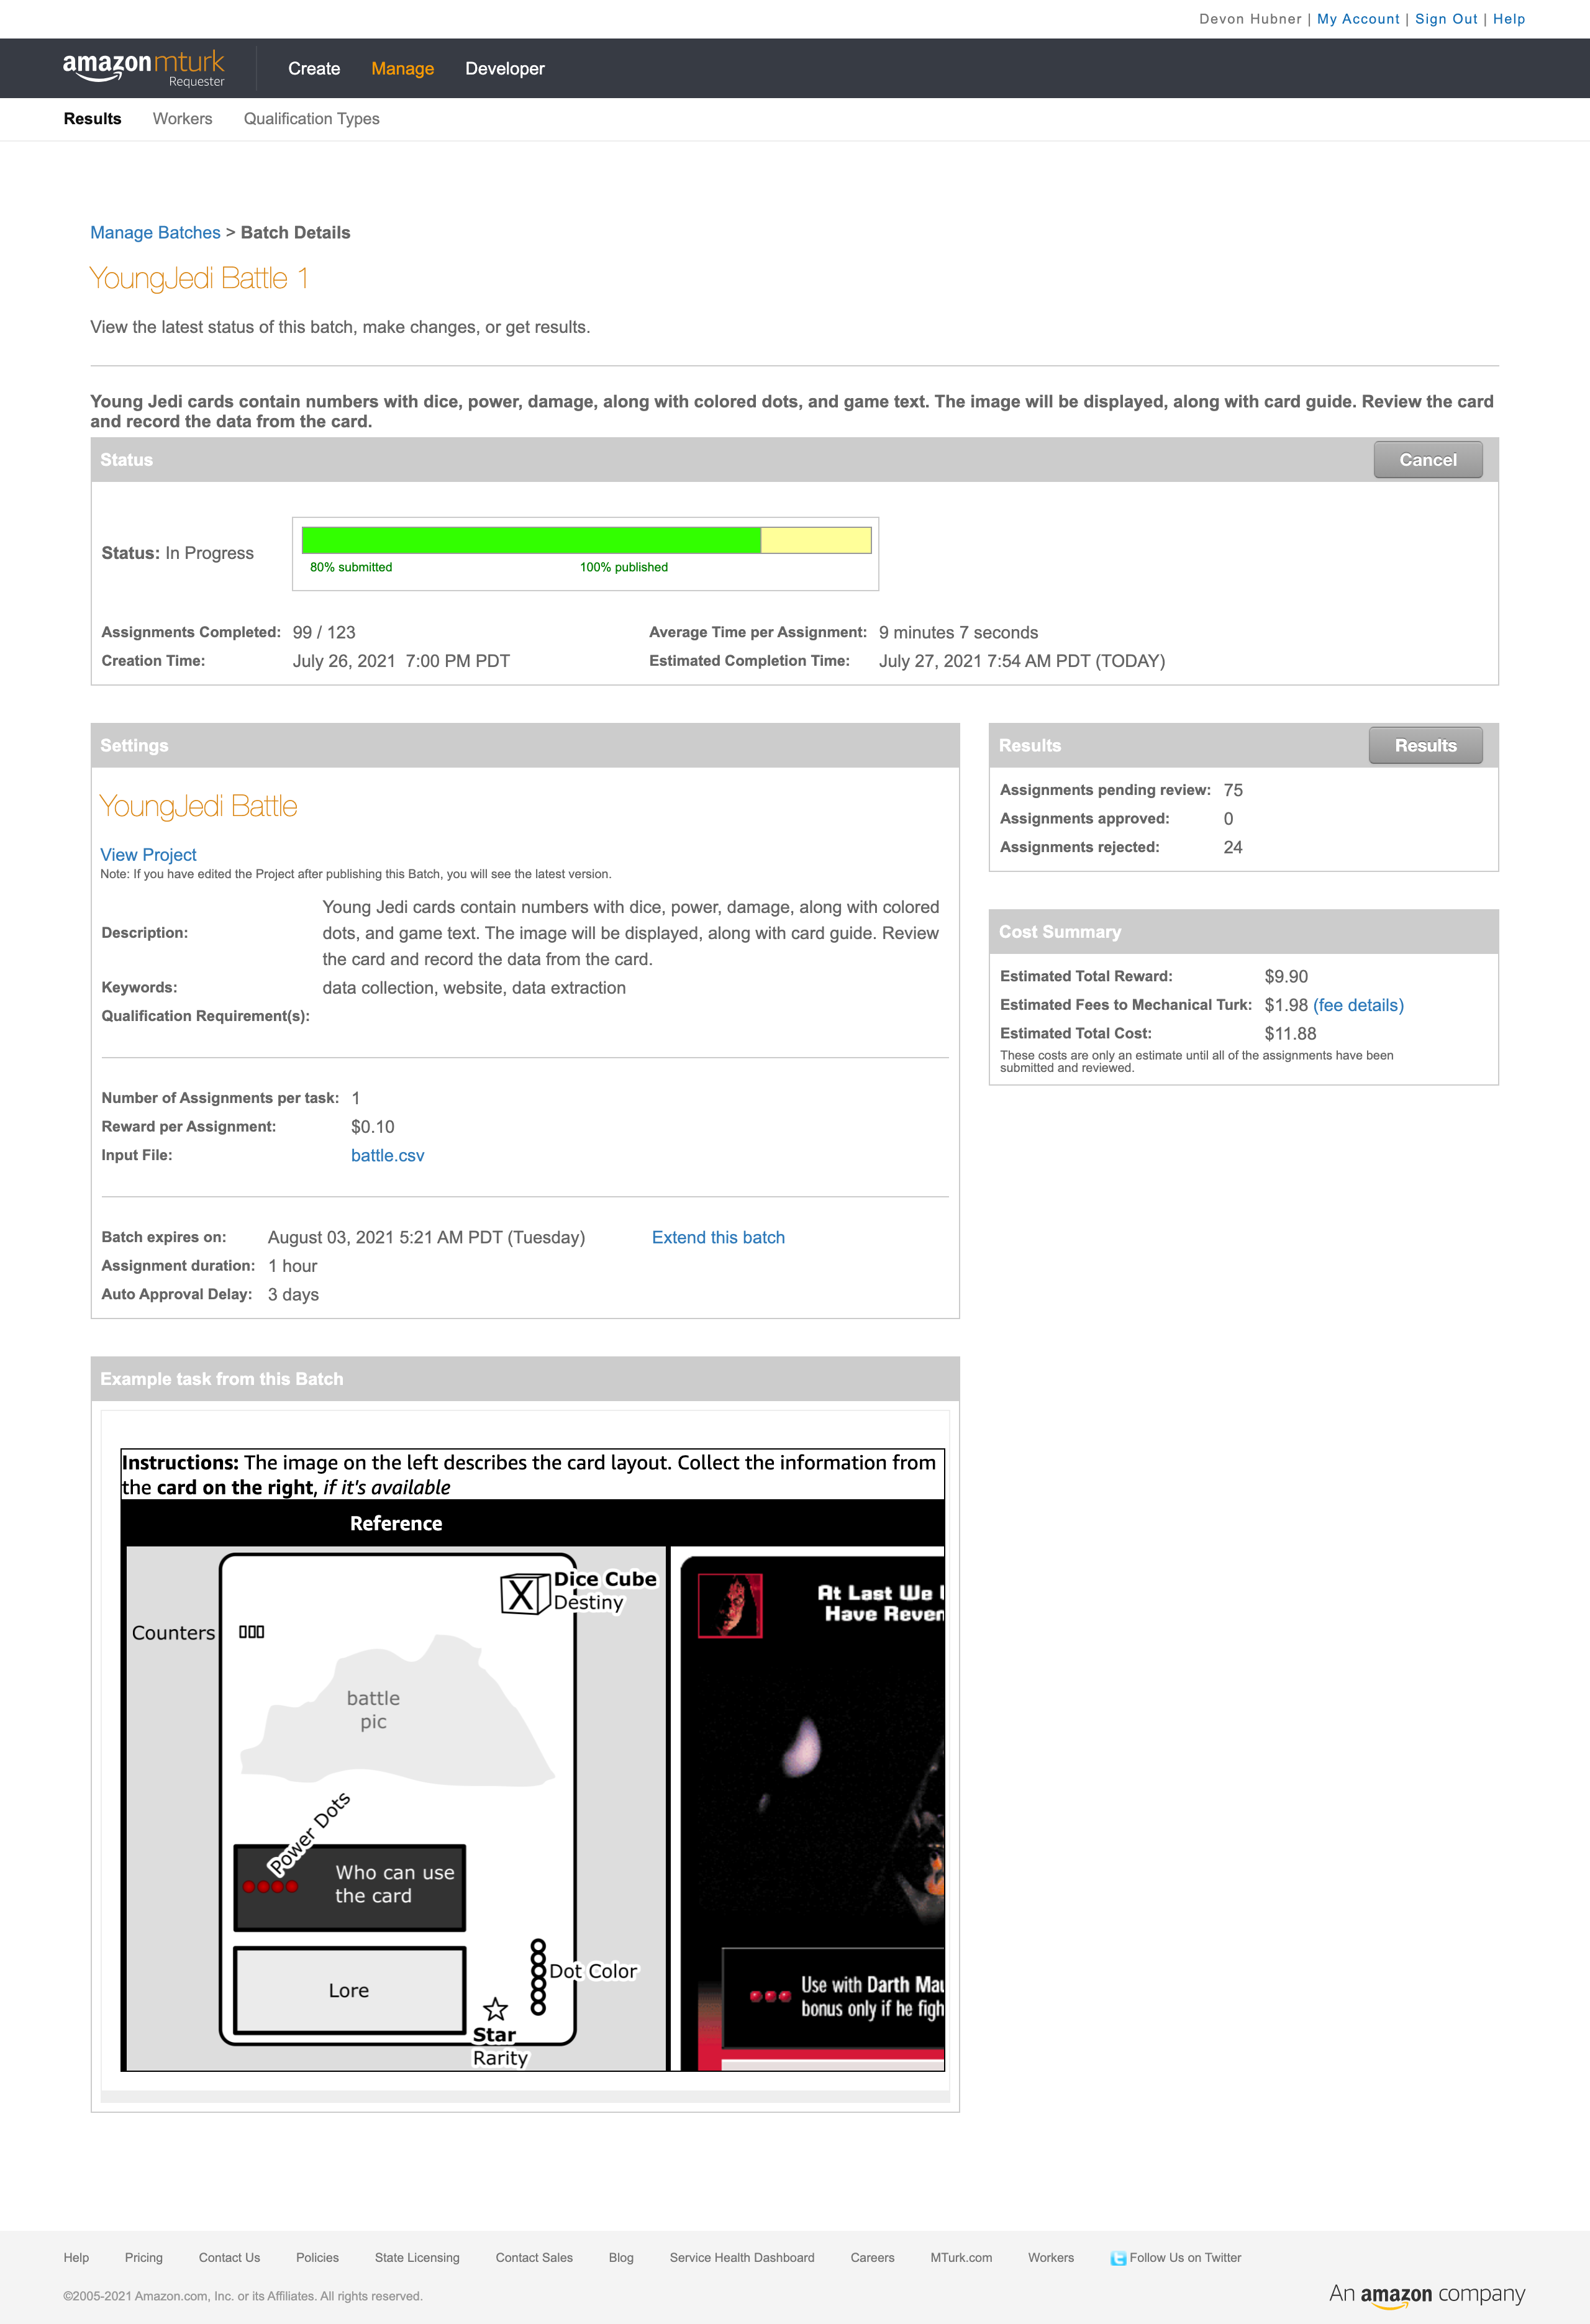 Devon Hubner | My Account | Sign Out | Help
amazon mturk
Requester
Create Manage Developer
Results Workers Qualification Types
Manage Batches > Batch Details
YoungJedi Battle 1
View the latest status of this batch, make changes, or get results.
Young Jedi cards contain numbers with dice, power, damage, along with colored dots, and game text. The image will be displayed, along with card guide. Review the card
and record the data from the card.
Status Cancel
Status: In Progress
80% submitted 100% published
Assignments Completed: 99 / 123 Average Time per Assignment: 9 minutes 7 seconds
Creation Time: July 26, 2021 7:00 PM PDT Estimated Completion Time: July 27, 2021 7:54 AM PDT (TODAY)
Settings
YoungJedi Battle
View Project
Note: If you have edited the Project after publishing this Batch, you will see the latest version.
Description: Young Jedi cards contain numbers with dice, power, damage, along with colored
dots, and game text. The image will be displayed, along with card guide. Review
the card and record the data from the card.
Keywords: data collection, website, data extraction
Qualification Requirement(s):
Number of Assignments per task: 1
Reward per Assignment: $0.10
Input File: battle.csv
Batch expires on: August 03, 2021 5:21 AM PDT (Tuesday) Extend this batch
Assignment duration: 1 hour
Auto Approval Delay: 3 days
Results Results
Assignments pending review: 75
Assignments approved: 0
Assignments rejected: 24
Cost Summary
Estimated Total Reward: $9.90
Estimated Fees to Mechanical Turk: $1.98 (fee details)
Estimated Total Cost: $11.88
These costs are only an estimate until all of the assignments have been
submitted and reviewed.
Example task from this Batch
Instructions: The image on the left describes the card layout. Collect the information from
the card on the right, if it's available
Reference
X Dice Cube
Destiny
Counters
battle
pic
Power Dots
Who can use
the card
Lore
Dot Color
Star
Rarity
At Last We
Have Reven
Use with Darth Mau
bonus only if he figh
Help Pricing Contact Us Policies State Licensing Contact Sales Blog Service Health Dashboard Careers MTurk.com Workers Follow Us on Twitter
©2005-2021 Amazon.com, Inc. or its Affiliates. All rights reserved.
An amazon company